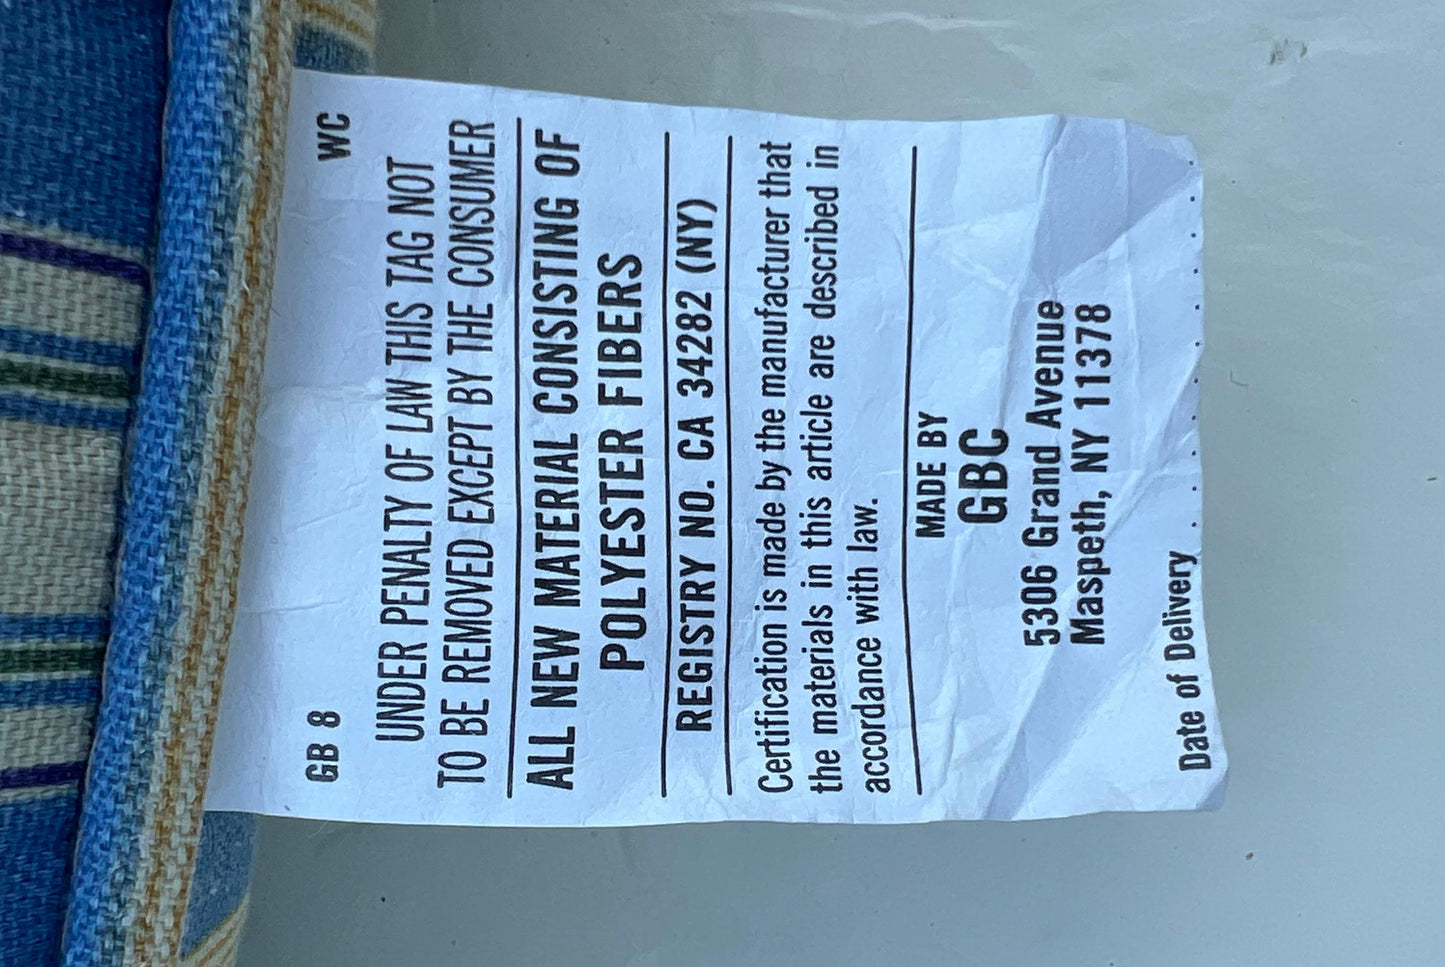 GB 8 WC
UNDER PENALTY OF LAW THIS TAG NOT
TO BE REMOVED EXCEPT BY THE CONSUMER
ALL NEW MATERIAL CONSISTING OF
POLYESTER FIBERS
REGISTRY NO. CA 34282 (NY)
Certification is made by the manufacturer that
the materials in this article are described in
accordance with law.
MADE BY
GBC
5306 Grand Avenue
Maspeth, NY 11378
Date of Delivery . . . . . . . . . . .